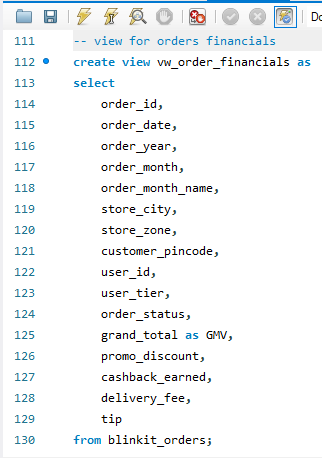 Do
111 -- view for orders financials
112 create view vw_order_financials as
113 select
114 order_id,
115 order_date,
116 order_year,
117 order_month,
118 order_month_name,
119 store_city,
120 store_zone,
121 customer_pincode,
122 user_id,
123 user_tier,
124 order_status,
125 grand_total as GMV,
126 promo_discount,
127 cashback_earned,
128 delivery_fee,
129 tip
130 from blinkit_orders;